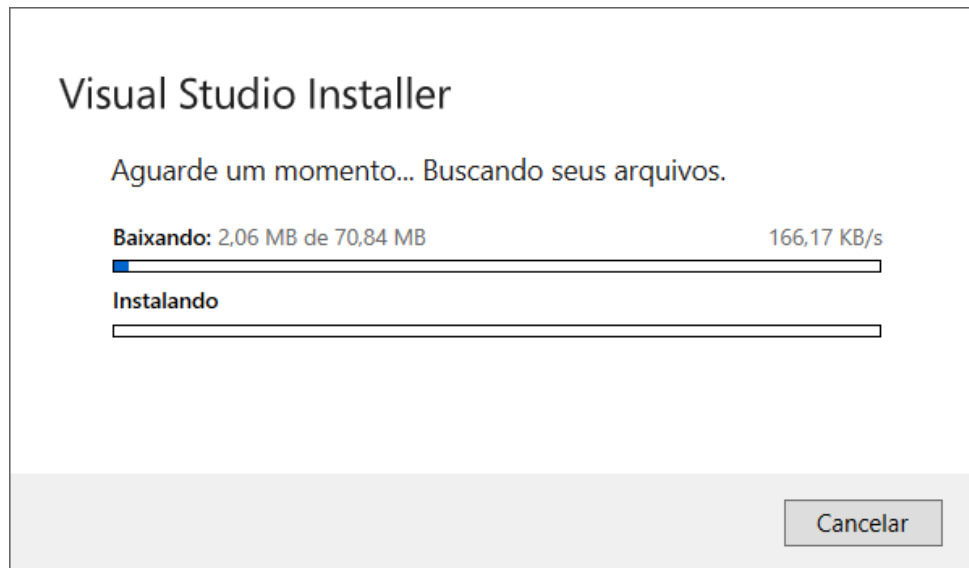 Visual Studio Installer
Aguarde um momento... Buscando seus arquivos.
Baixando: 2,06 MB de 70,84 MB 166,17 KB/s
Instalando
Cancelar